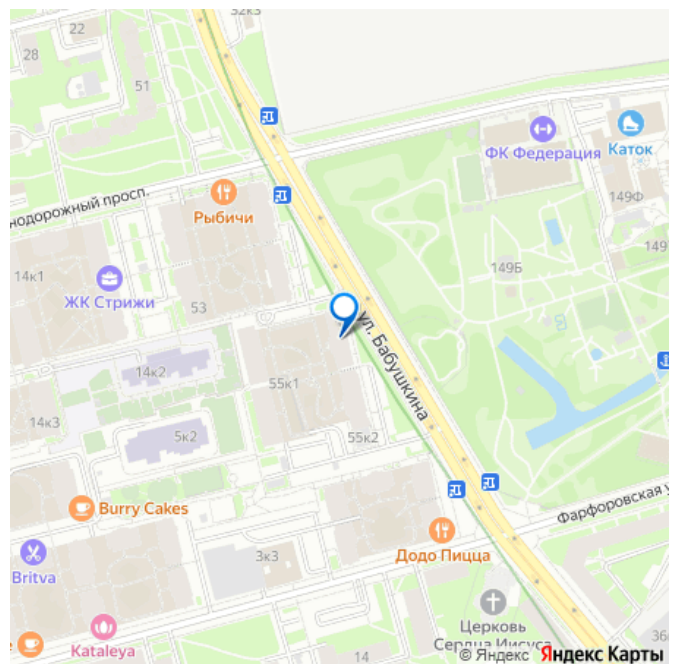 32к3
22
28
51
ФК Федерация
Каток
нодорожный просп.
Рыбичи
149Ф
149Б
149
14к1
ЖК Стрижи
53
ул. Бабушкина
14к2
55к1
14к3
5к2
55к2
Burry Cakes
Фарфоровская у
Britva
3к3
Додо Пицца
Kataleya
Церковь
Сердца Иисуса
14
36
© Яндекс Яндекс Карты